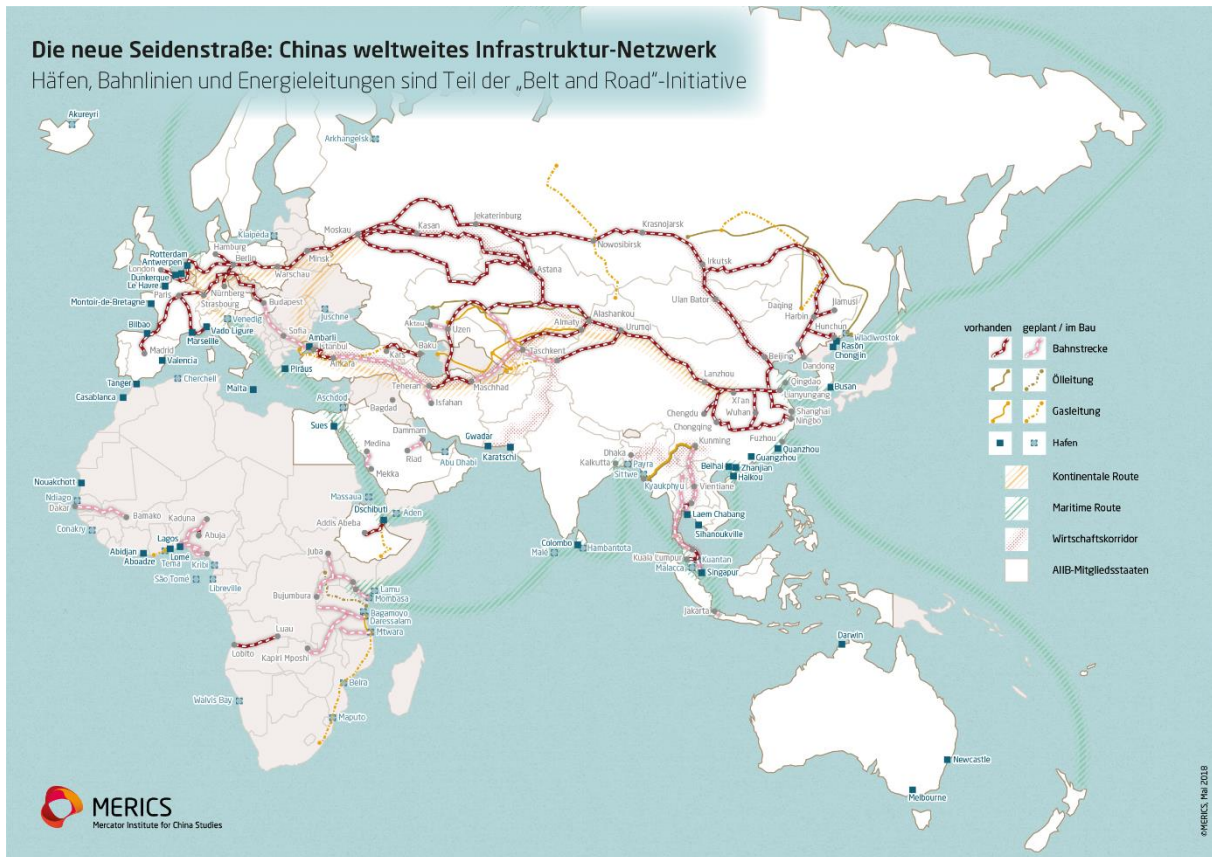 Die neue Seidenstraße: Chinas weltweites Infrastruktur-Netzwerk
Häfen, Bahnlinien und Energieleitungen sind Teil der „Belt and Road“-Initiative
Akureyri
Arkhangelsk
Klaipeda
Moskau
Kasan
Jekaterinburg
Nowosibirsk
Krasnojarsk
Irkutsk
Rotterdam
Antwerpen
Hamburg
Berlin
London
Dunkerque
Le Havre
Paris
Warschau
Minsk
Astana
Ulan Bator
Daqing
Jiamusi
Harbin
Montoir-de-Bretagne
Strasbourg
Nürnberg
Budapest
Juschne
Bilbao
Venedig
Vado Ligure
Marseille
Madrid
Valencia
Sofia
Ambarli
Istanbul
Ankara
Kars
Baku
Aktau
Uzen
Almaty
Alashankou
Urumqi
Taschkent
Hunchun
Wladiwostok
Rasŏn
Chongjin
Dandong
Beijing
Busan
Tanger
Casablanca
Cherchell
Malta
Piräus
Aschdod
Teheran
Maschhad
Isfahan
Lanzhou
Xi'an
Qingdao
Lianyungang
Shanghai
Ningbo
Wuhan
Chengdu
Chongqing
Sues
Bagdad
Dammam
Medina
Riad
Mekka
Abu Dhabi
Gwadar
Karatschi
Dhaka
Kalkutta
Payra
Sittwe
Kyaukphyu
Kunming
Fuzhou
Quanzhou
Guangzhou
Beihai
Zhanjian
Haikou
Vientiane
Nouakchott
Ndiago
Dakar
Bamako
Conakry
Kaduna
Abuja
Lagos
Lomé
Tema
Abidjan
Aboadze
Kribi
São Tomé
Libreville
Massaua
Dschibuti
Aden
Addis Abeba
Juba
Bujumbura
Lamu
Mombasa
Bagamoyo
Daressalam
Mtwara
Luau
Lobito
Kapiri Mposhi
Beira
Walvis Bay
Maputo
Colombo
Malé
Hambantota
Laem Chabang
Sihanoukville
Kuala Lumpur
Kuantan
Malacca
Singapur
Jakarta
Darwin
Newcastle
Melbourne
vorhanden
geplant / im Bau
Bahnstrecke
Ölleitung
Gasleitung
Hafen
Kontinentale Route
Maritime Route
Wirtschaftskorridor
AIIB-Mitgliedsstaaten
MERICS
Mercator Institute for China Studies
©MERICS, Mai 2018